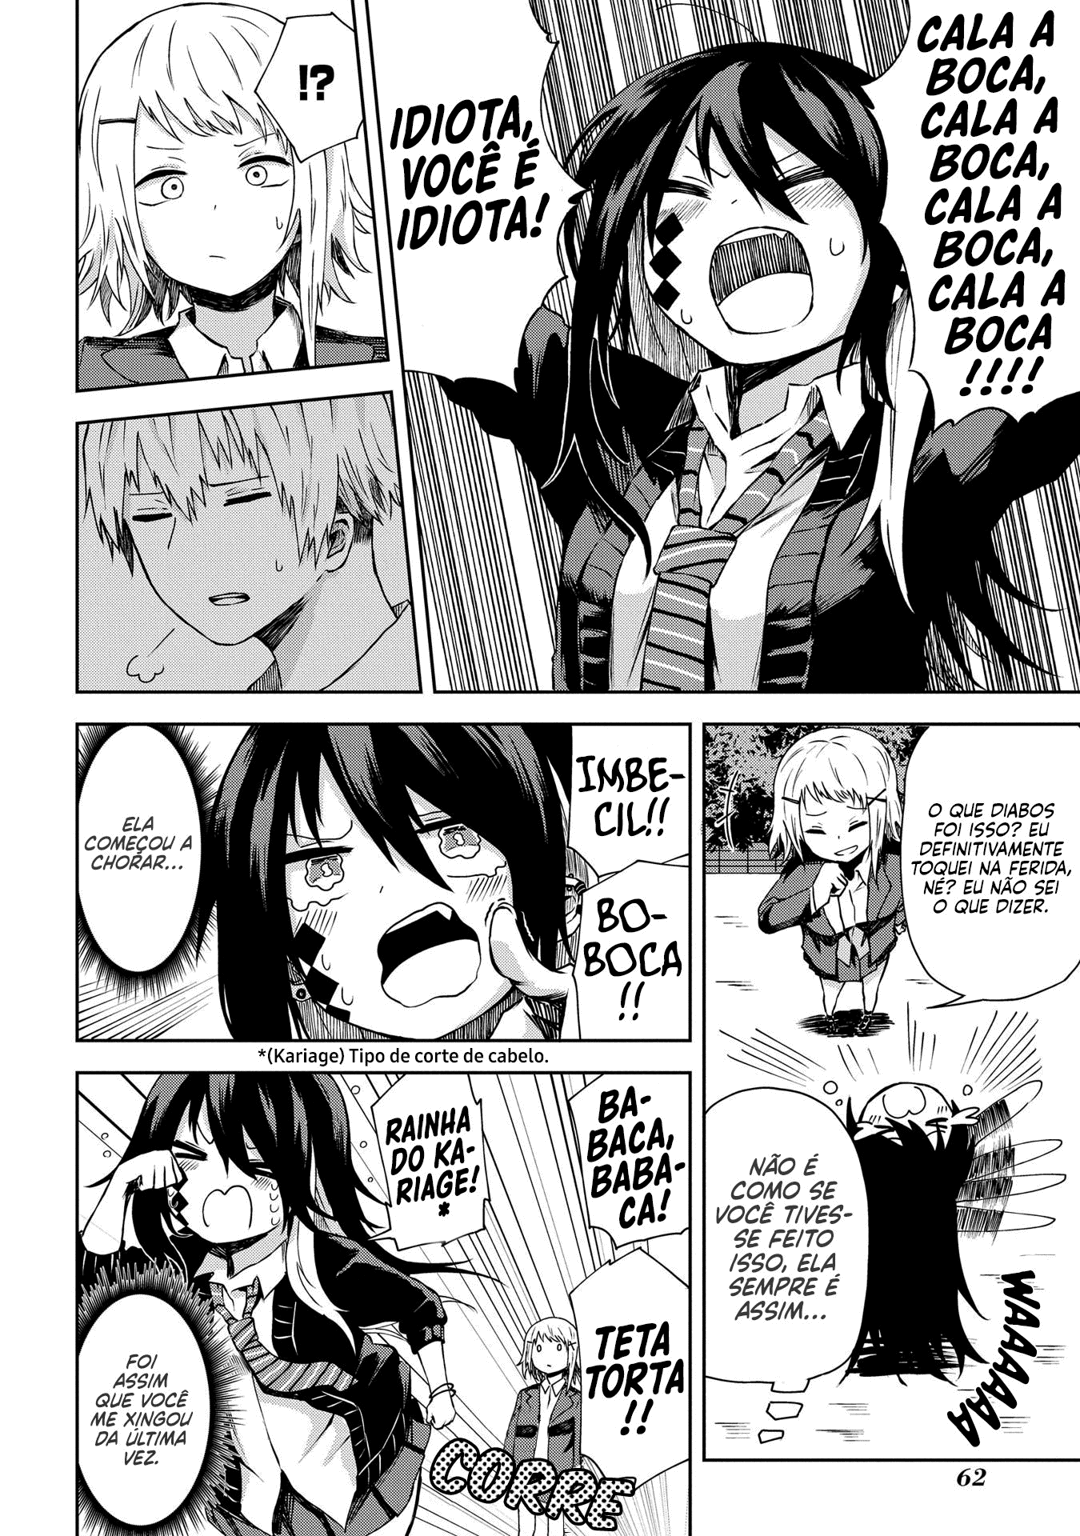 CALA A
BOCA,
CALA A
BOCA,
CALA A
BOCA,
CALA A
BOCA
!!!!
IDIOTA,
VOCÊ É
IDIOTA!
!?
O QUE DIABOS
FOI ISSO? EU
DEFINITIVAMENTE
TOQUEI NA FERIDA,
NÉ? EU NÃO SEI
O QUE DIZER.
NÃO É
COMO SE
VOCÊ TIVES-
SE FEITO
ISSO, ELA
SEMPRE É
ASSIM...
WAAAAAA
IMBE-
CIL!!
BO-
BOCA
!!
ELA
COMEÇOU A
CHORAR...
*(Kariage) Tipo de corte de cabelo.
BA-
BACA,
BABA-
CA!
RAINHA
DO KA-
RIAGE!
*
TETA
TORTA
!!
FOI
ASSIM
QUE VOCÊ
ME XINGOU
DA ÚLTIMA
VEZ.
CORRE
62